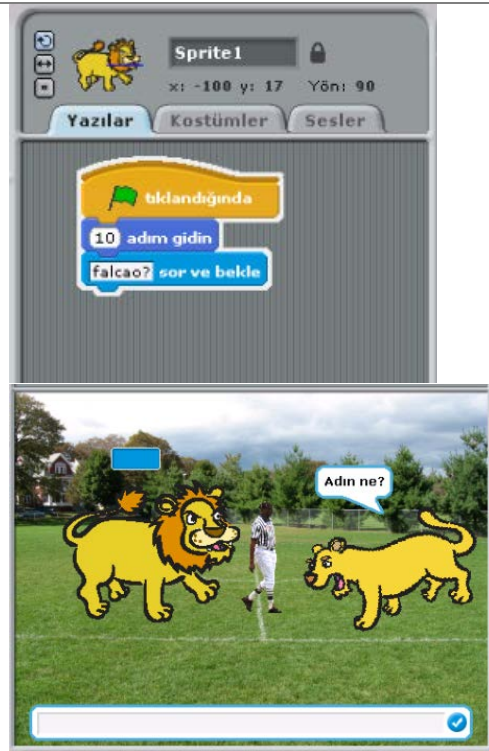 Sprite1
x: -100 y: 17 Yön: 90
Yazılar Kostümler Sesler
tıklandığında
10 adım gidin
falcao? sor ve bekle
Adın ne?